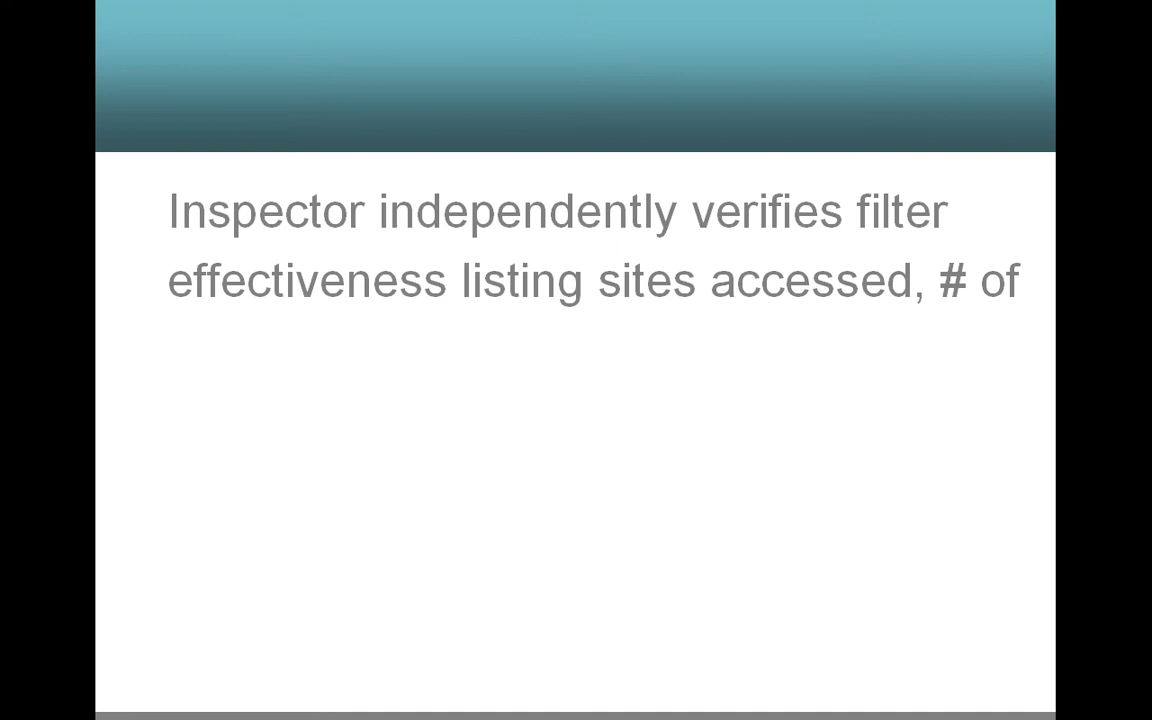 Inspector independently verifies filter
effectiveness listing sites accessed, # of